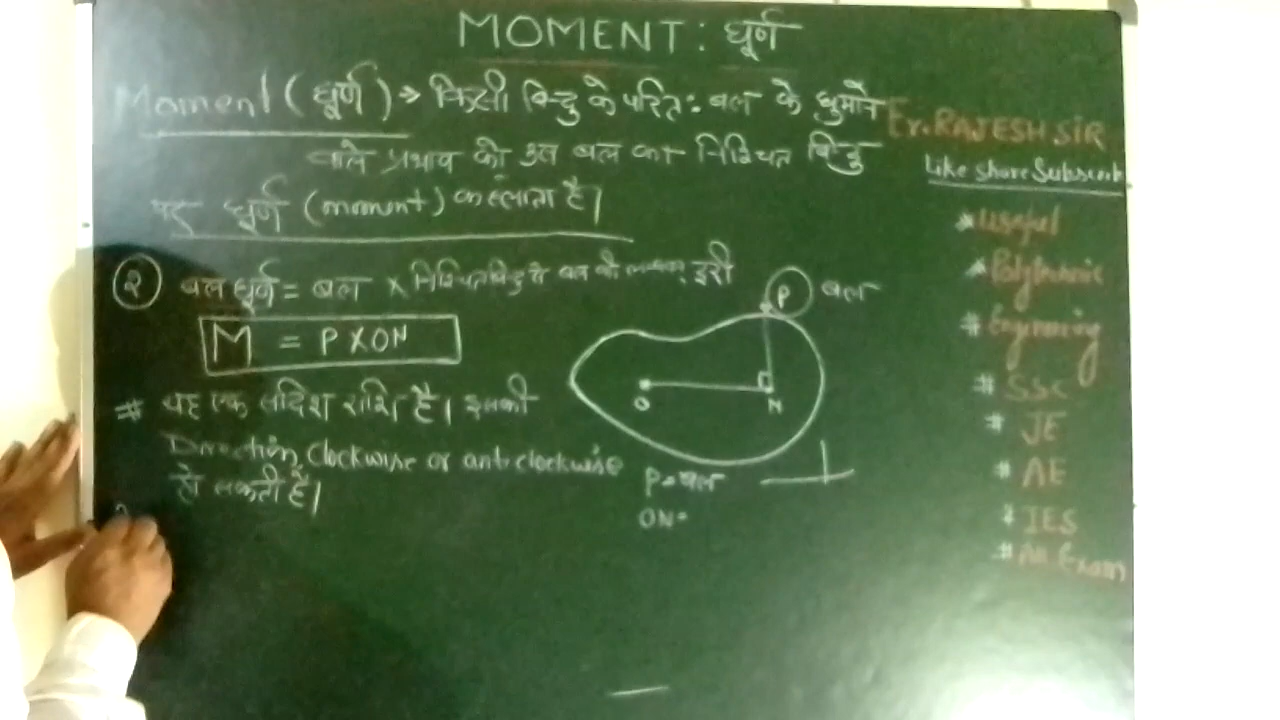 MOMENT: घूर्ण
Moment (घूर्ण) → किसी बिन्दु के परित: बल के घुमाने
वाले प्रभाव को उस बल का निश्चित बिन्दु
पर घूर्ण (moment) कहलाता है।
Er. RAJESH SIR
Like share Subscrib
* Useful
* Polytechnic
# Engineering
# SSC
# JE
# AE
# IES
# All Exam
२ बल घूर्ण = बल × निश्चित बिन्दु से बल की लम्बवत् दूरी
M = P X ON
P बल
O
N
# यह एक सदिश राशि है। इसकी
Direction, Clockwise or anticlockwise
हो सकती है।
P = बल
ON =